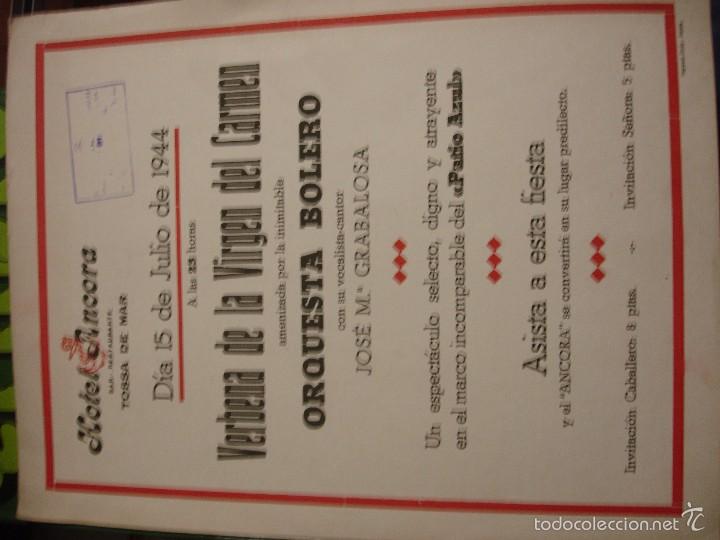 Hotel Ancora
BAR-RESTAURANTE
TOSSA DE MAR
Día 15 de Julio de 1944
A las 23 horas
Verbena de la Virgen del Carmen
amenizada por la inimitable
ORQUESTA BOLERO
con su vocalista-cantor
JOSÉ M.ª GRABALOSA
Un espectáculo selecto, digno y atrayente
en el marco incomparable del «Patio Azul»
Asista a esta fiesta
y el "ANCORA" se convertirá en su lugar predilecto.
Invitación Caballero: 8 ptas. -:- Invitación Señora: 5 ptas.
todocoleccion.net